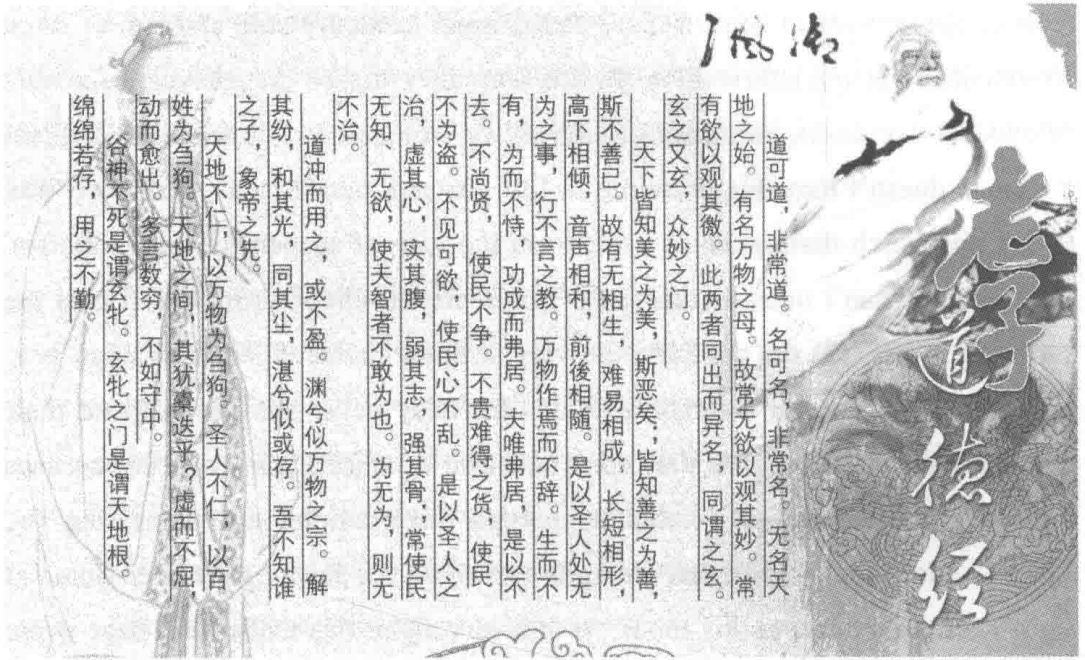 老子
道德经
道可道，非常道。名可名，非常名。无名天
地之始。有名万物之母。故常无欲以观其妙。常
有欲以观其微。此两者同出而异名，同谓之玄。
玄之又玄，众妙之门。
天下皆知美之为美，斯恶矣；皆知善之为善，
斯不善已。故有无相生，难易相成，长短相形，
高下相倾，音声相和，前後相随。是以圣人处无
为之事，行不言之教。万物作焉而不辞。生而不
有，为而不恃，功成而弗居。夫唯弗居，是以不
去。不尚贤，使民不争。不贵难得之货，使民
不为盗。不见可欲，使民心不乱。是以圣人之
治，虚其心，实其腹，弱其志，强其骨，常使民
无知、无欲，使夫智者不敢为也。为无为，则无
不治。
道冲而用之，或不盈。渊兮似万物之宗。解
其纷，和其光，同其尘，湛兮似或存。吾不知谁
之子，象帝之先。
天地不仁，以万物为刍狗。圣人不仁，以百
姓为刍狗。天地之间，其犹囊迭乎？虚而不屈，
动而愈出。多言数穷，不如守中。
谷神不死是谓玄牝。玄牝之门是谓天地根
绵绵若存，用之不勤。